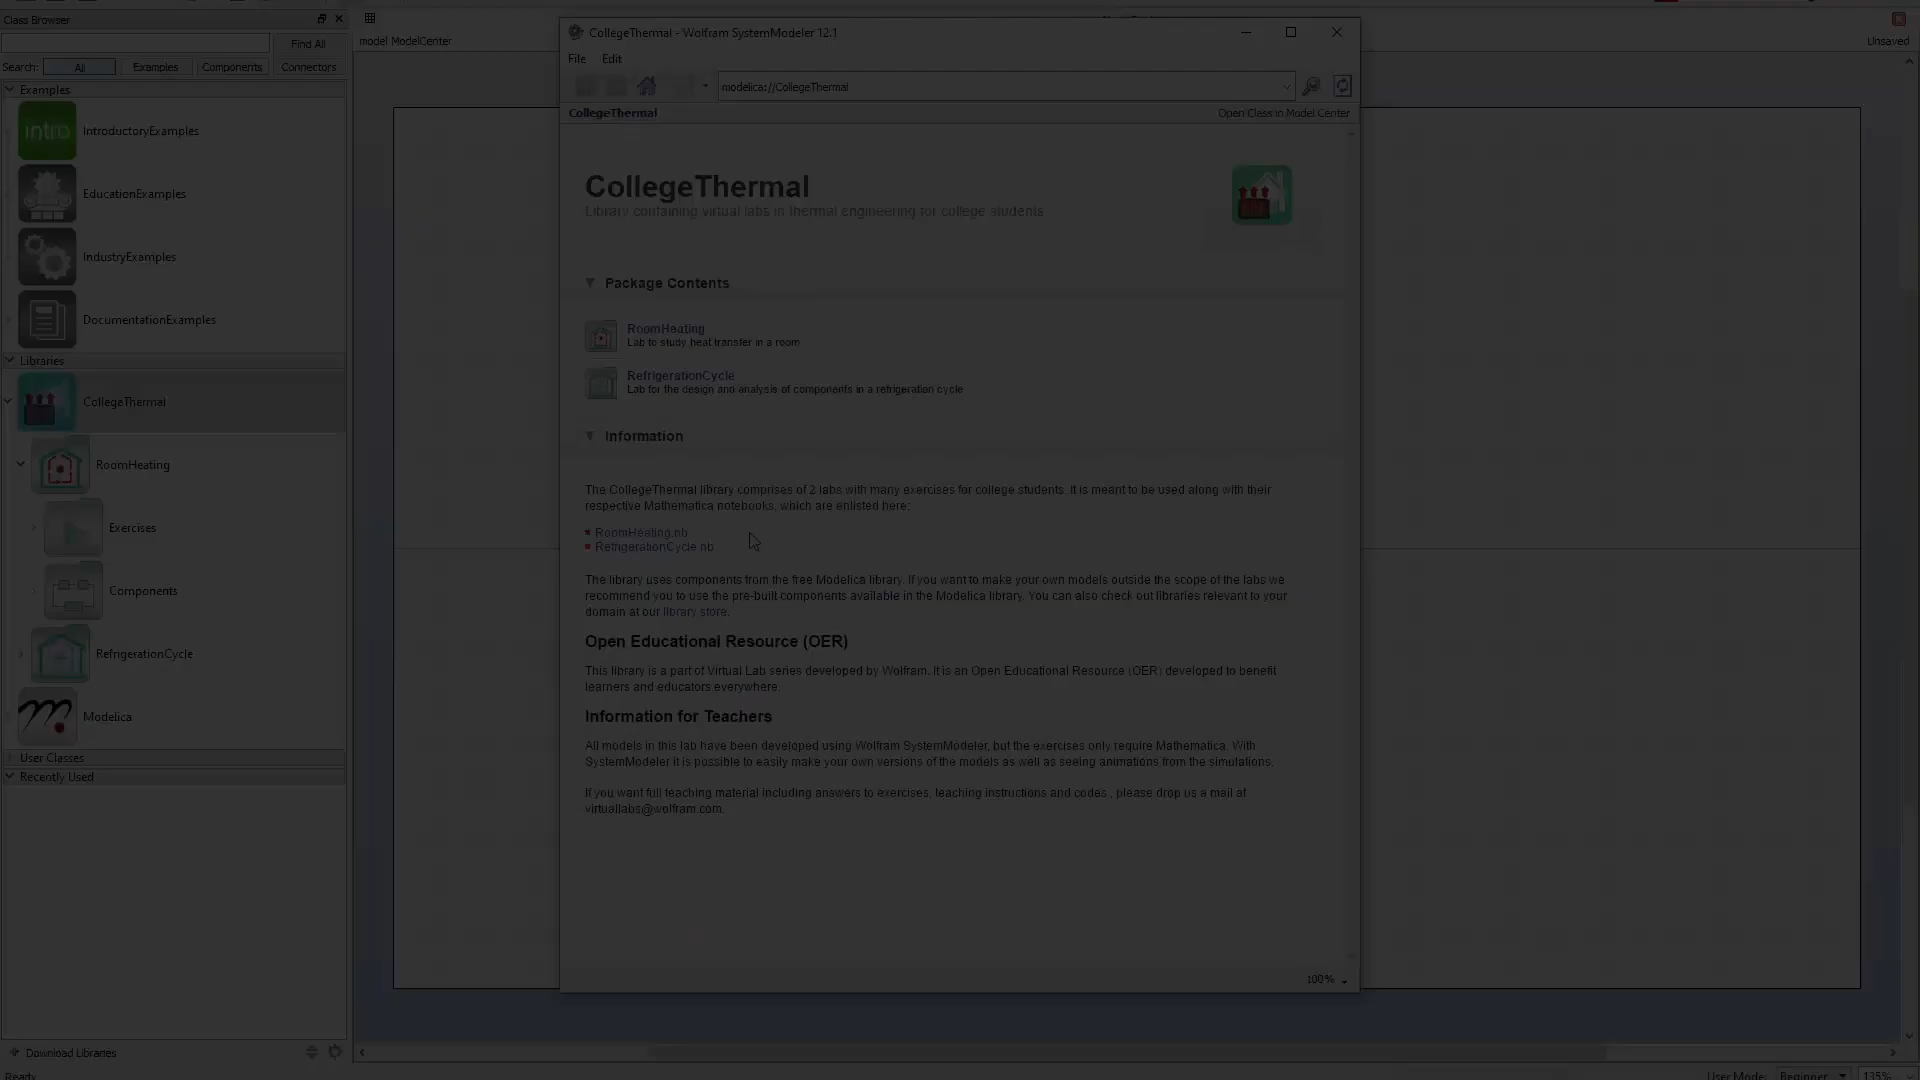 Class Browser
Find All
Search: All Examples Components Connectors
Examples
intro
IntroductoryExamples
EducationExamples
IndustryExamples
DocumentationExamples
Libraries
CollegeThermal
RoomHeating
Exercises
Components
RefrigerationCycle
Modelica
User Classes
Recently Used
Download Libraries
Ready
model ModelCenter
Unsaved
CollegeThermal - Wolfram SystemModeler 12.1
File Edit
modelica://CollegeThermal
CollegeThermal
Open Class in Model Center
CollegeThermal
Library containing virtual labs in thermal engineering for college students
Package Contents
RoomHeating
Lab to study heat transfer in a room
RefrigerationCycle
Lab for the design and analysis of components in a refrigeration cycle
Information
The CollegeThermal library comprises of 2 labs with many exercises for college students. It is meant to be used along with their
respective Mathematica notebooks, which are enlisted here:
RoomHeating.nb
RefrigerationCycle.nb
The library uses components from the free Modelica library. If you want to make your own models outside the scope of the labs we
recommend you to use the pre-built components available in the Modelica library. You can also check out libraries relevant to your
domain at our library store.
Open Educational Resource (OER)
This library is a part of Virtual Lab series developed by Wolfram. It is an Open Educational Resource (OER) developed to benefit
learners and educators everywhere.
Information for Teachers
All models in this lab have been developed using Wolfram SystemModeler, but the exercises only require Mathematica. With
SystemModeler it is possible to easily make your own versions of the models as well as seeing animations from the simulations.
If you want full teaching material including answers to exercises, teaching instructions and codes , please drop us a mail at
virtuallabs@wolfram.com.
100%
User Mode: Beginner 135%